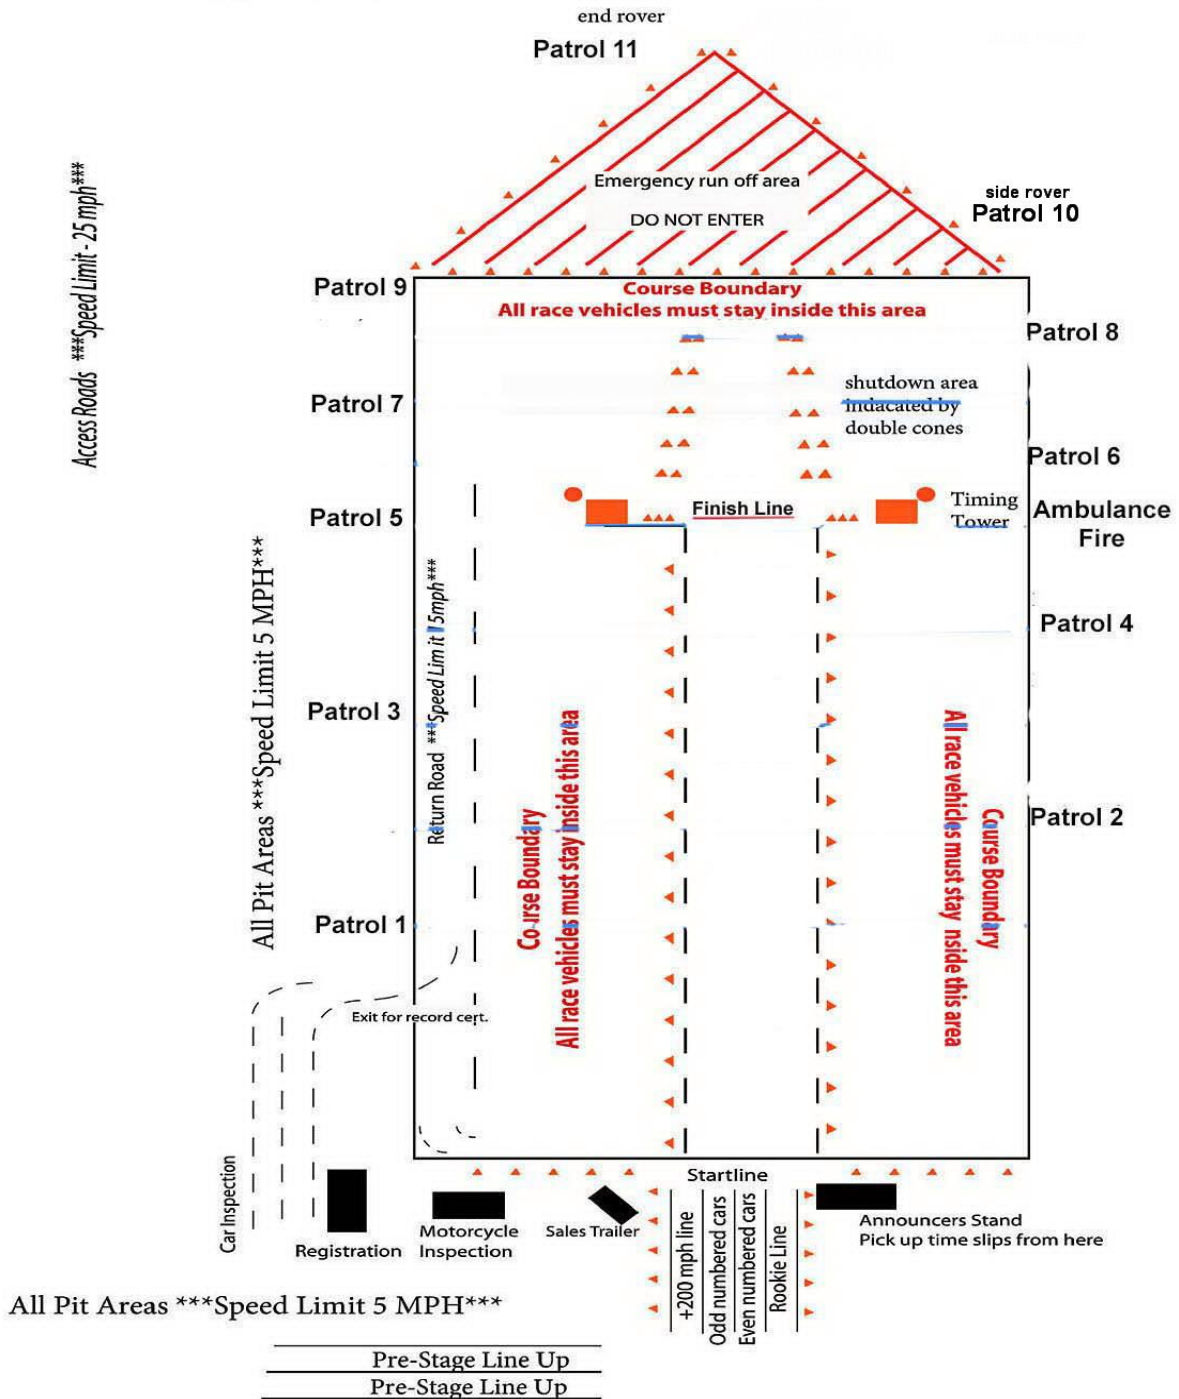 end rover
Patrol 11
Emergency run off area
DO NOT ENTER
side rover
Patrol 10
Access Roads ***Speed Limit - 25 mph***
Patrol 9
Course Boundary
All race vehicles must stay inside this area
Patrol 8
Patrol 7
shutdown area
indacated by
double cones
Patrol 6
Patrol 5
Finish Line
Timing
Tower
Ambulance
Fire
All Pit Areas ***Speed Limit 5 MPH***
Return Road ***Speed Lim it 15mph***
Patrol 4
Patrol 3
Course Boundary
All race vehicles must stay inside this area
All race vehicles must stay nside this area
Course Boundary
Patrol 2
Patrol 1
Exit for record cert.
Car Inspection
Registration
Motorcycle
Inspection
Sales Trailer
Startline
+200 mph line
Odd numbered cars
Even numbered cars
Rookie Line
Announcers Stand
Pick up time slips from here
All Pit Areas ***Speed Limit 5 MPH***
Pre-Stage Line Up
Pre-Stage Line Up